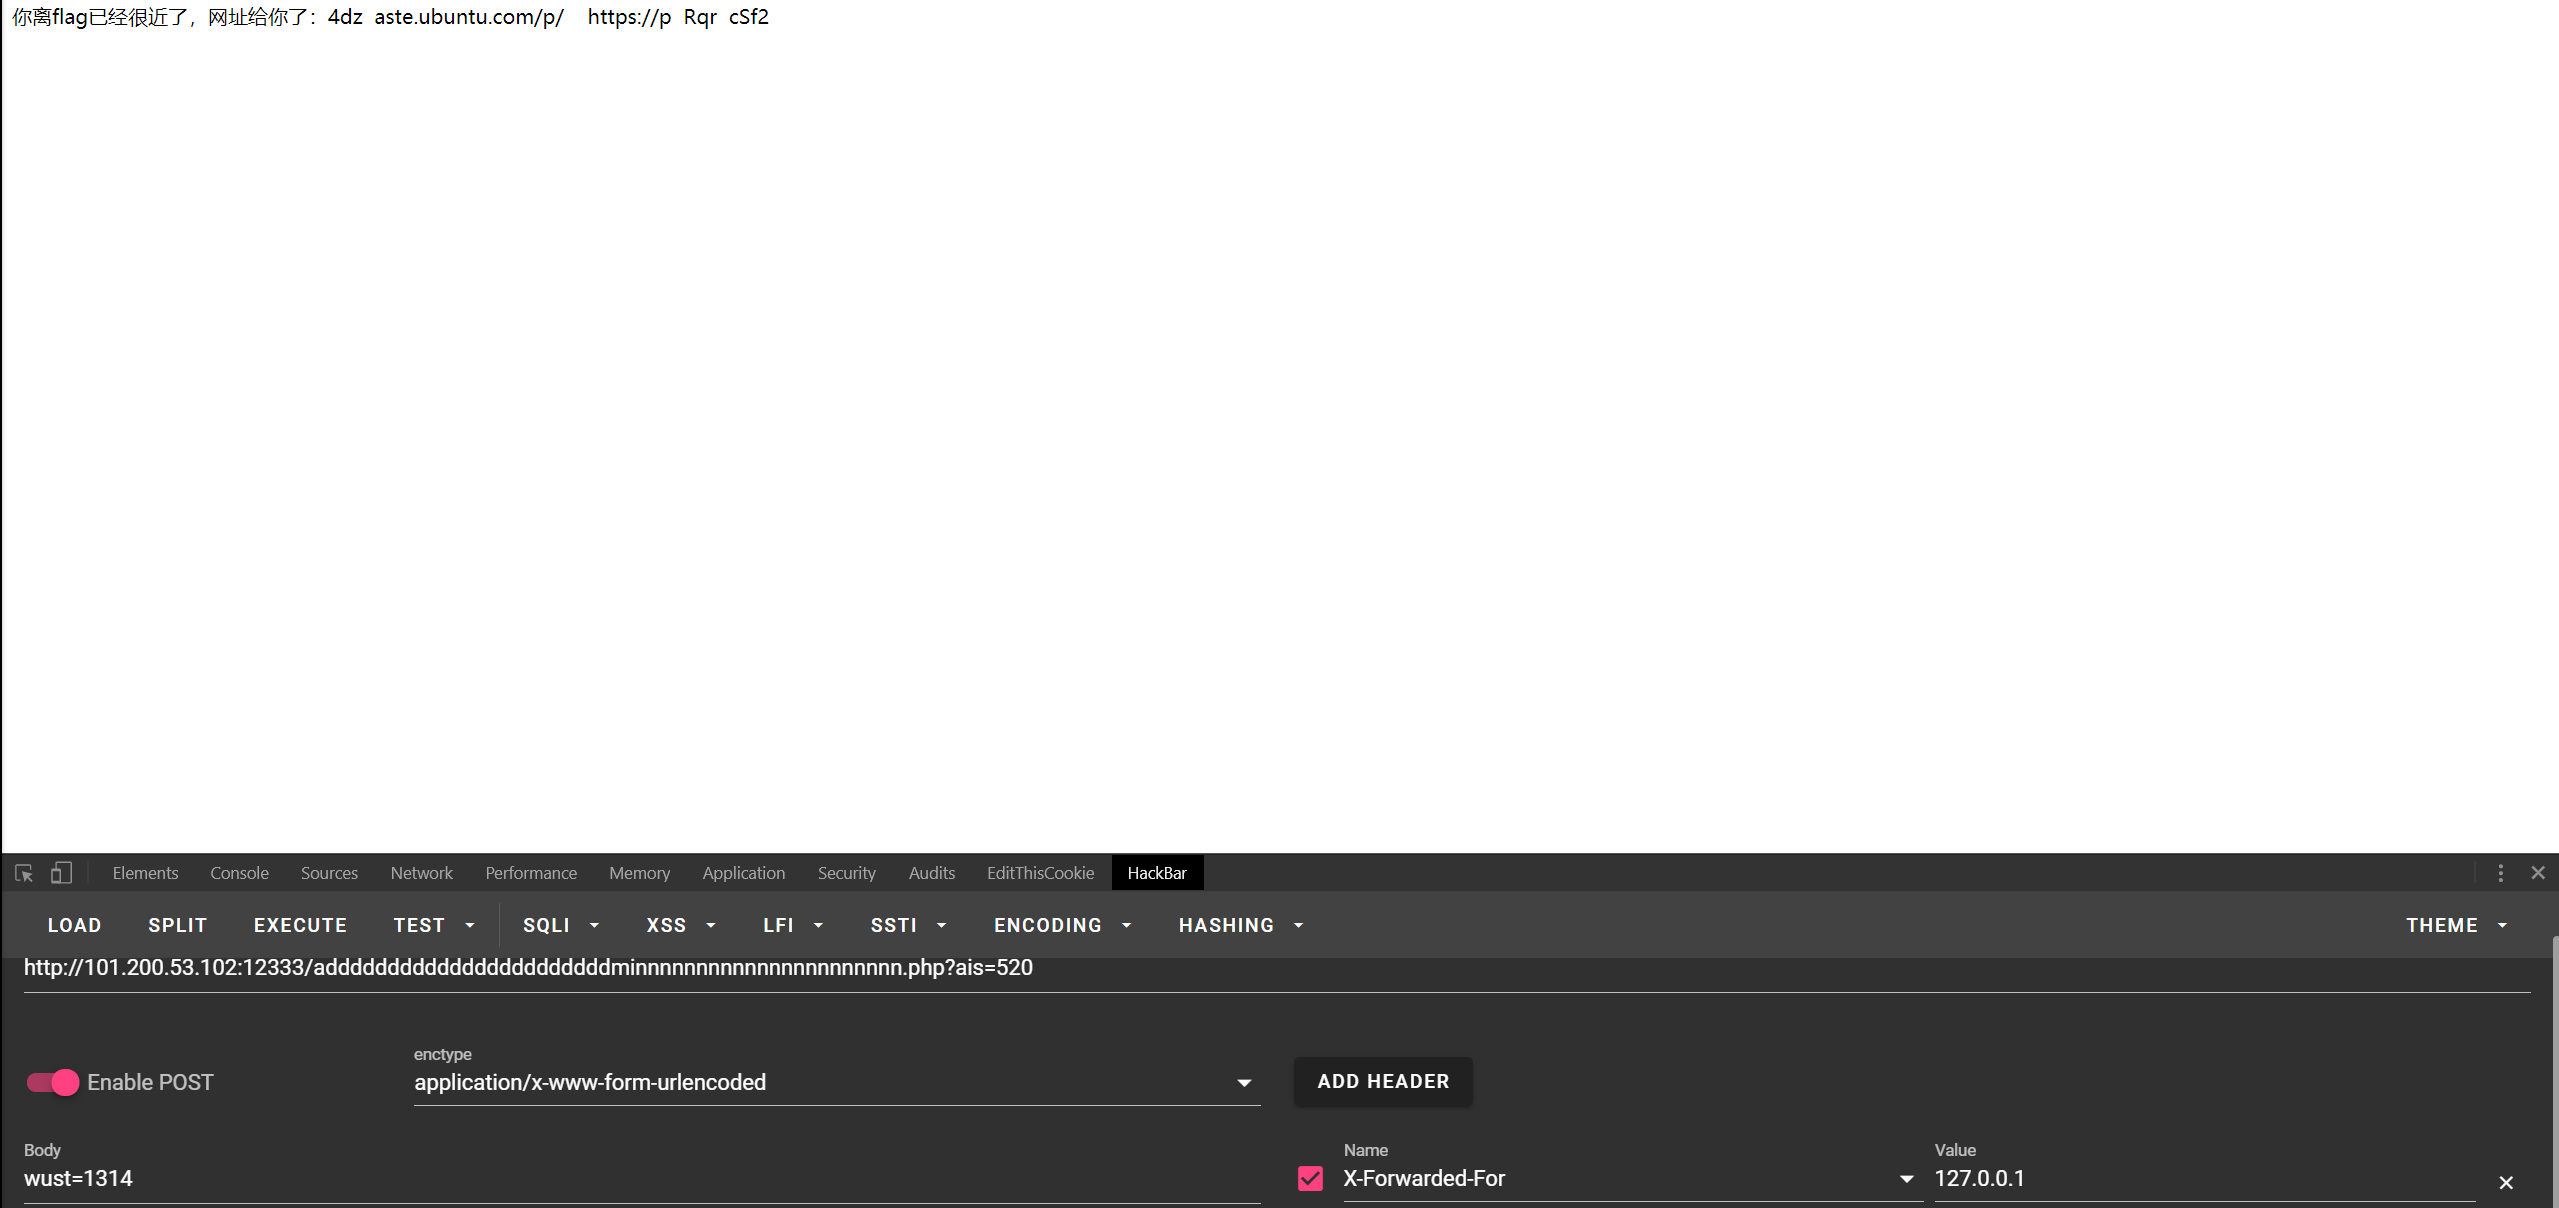 你离flag已经很近了，网址给你了：4dz aste.ubuntu.com/p/ https://p Rqr cSf2
Elements Console Sources Network Performance Memory Application Security Audits EditThisCookie HackBar
LOAD SPLIT EXECUTE TEST SQLI XSS LFI SSTI ENCODING HASHING THEME
http://101.200.53.102:12333/adddddddddddddddddddddddminnnnnnnnnnnnnnnnnnnnnn.php?ais=520
enctype
Enable POST application/x-www-form-urlencoded ADD HEADER
Body Name Value
wust=1314 X-Forwarded-For 127.0.0.1